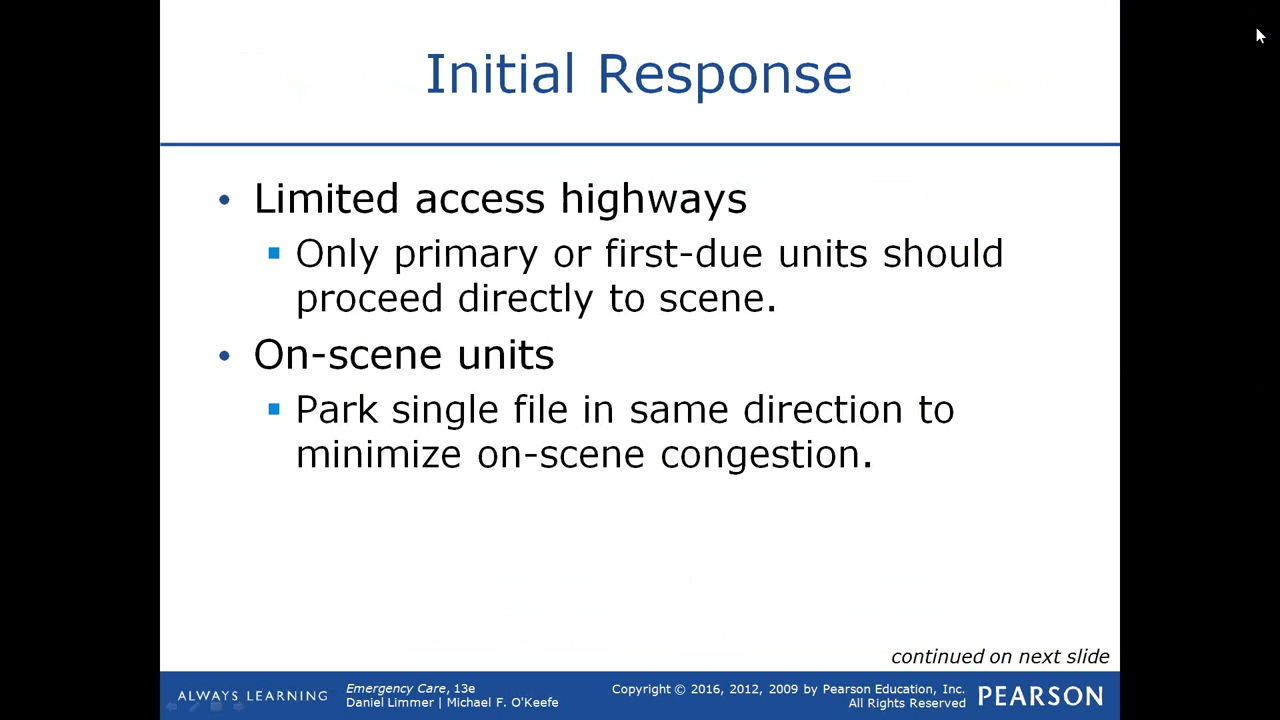 Initial Response
• Limited access highways
▪ Only primary or first-due units should
proceed directly to scene.
• On-scene units
▪ Park single file in same direction to
minimize on-scene congestion.
continued on next slide
ALWAYS LEARNING
Emergency Care, 13e
Daniel Limmer | Michael F. O'Keefe
Copyright © 2016, 2012, 2009 by Pearson Education, Inc.
All Rights Reserved
PEARSON